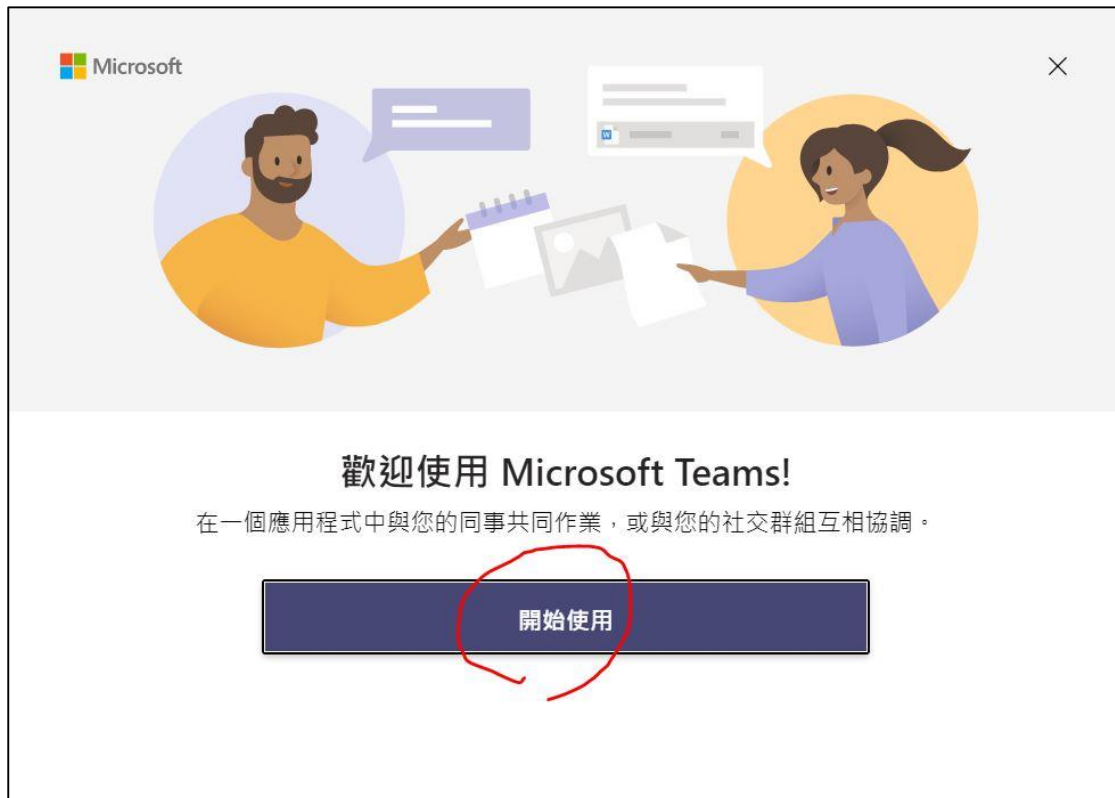 Microsoft
歡迎使用 Microsoft Teams!
在一個應用程式中與您的同事共同作業，或與您的社交群組互相協調。
開始使用